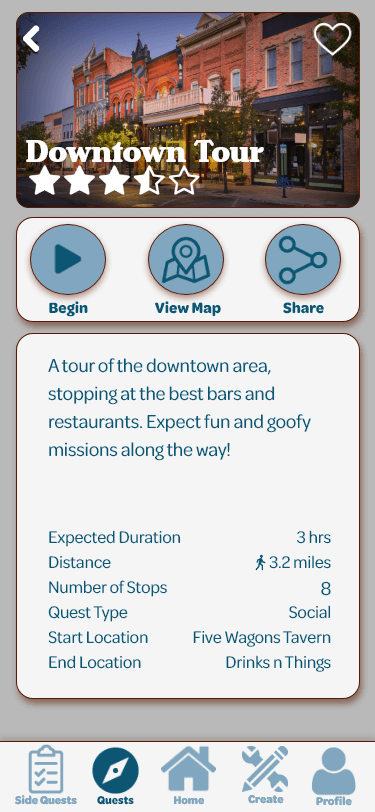 Downtown Tour
Begin
View Map
Share
A tour of the downtown area,
stopping at the best bars and
restaurants. Expect fun and goofy
missions along the way!
Expected Duration 3 hrs
Distance 3.2 miles
Number of Stops 8
Quest Type Social
Start Location Five Wagons Tavern
End Location Drinks n Things
Side Quests
Quests
Home
Create
Profile